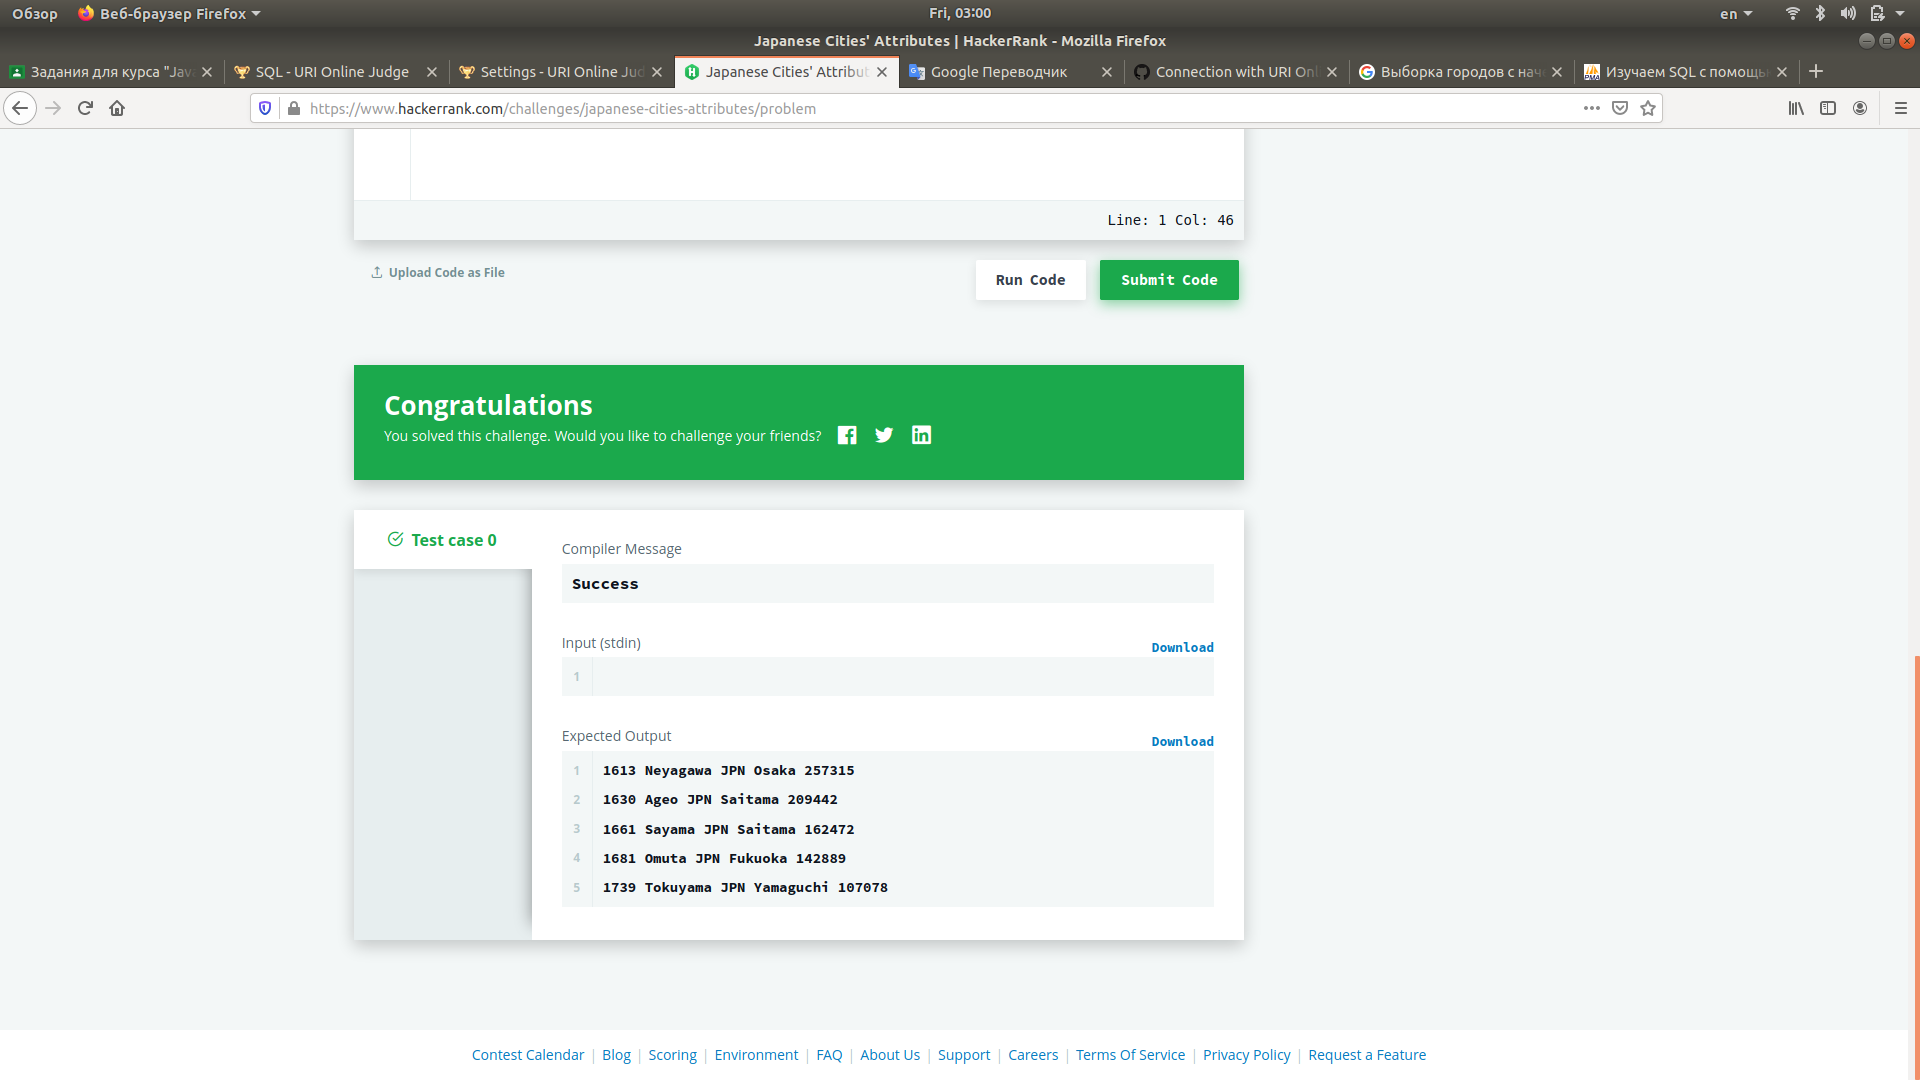 Обзор
Веб-браузер Firefox
Fri, 03:00
en
Japanese Cities' Attributes | HackerRank - Mozilla Firefox
Задания для курса "Jav
SQL - URI Online Judge
Settings - URI Online Jud
Japanese Cities' Attribut
Google Переводчик
Connection with URI Onl
Выборка городов с нач
Изучаем SQL с помощь
https://www.hackerrank.com/challenges/japanese-cities-attributes/problem
Line: 1 Col: 46
Upload Code as File
Run Code
Submit Code
Congratulations
You solved this challenge. Would you like to challenge your friends?
Test case 0
Compiler Message
Success
Input (stdin)
Download
1
Expected Output
Download
1 1613 Neyagawa JPN Osaka 257315
2 1630 Ageo JPN Saitama 209442
3 1661 Sayama JPN Saitama 162472
4 1681 Omuta JPN Fukuoka 142889
5 1739 Tokuyama JPN Yamaguchi 107078
Contest Calendar | Blog | Scoring | Environment | FAQ | About Us | Support | Careers | Terms Of Service | Privacy Policy | Request a Feature